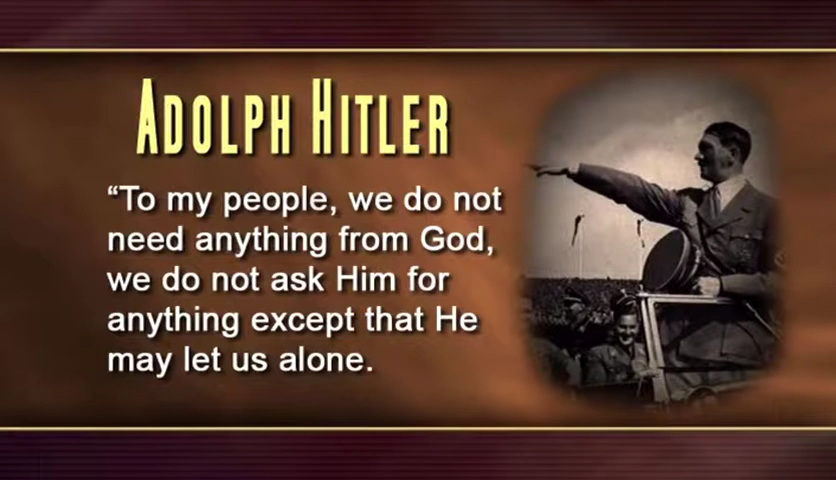 ADOLPH HITLER
“To my people, we do not
need anything from God,
we do not ask Him for
anything except that He
may let us alone.